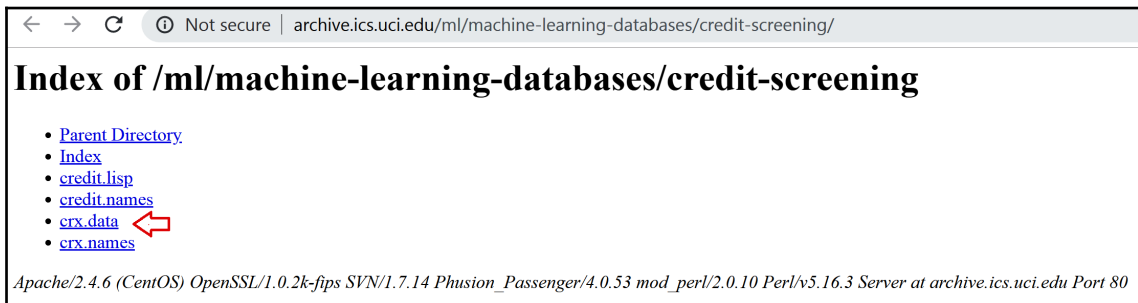 Not secure | archive.ics.uci.edu/ml/machine-learning-databases/credit-screening/
Index of /ml/machine-learning-databases/credit-screening
• Parent Directory
• Index
• credit.lisp
• credit.names
• crx.data
• crx.names
Apache/2.4.6 (CentOS) OpenSSL/1.0.2k-fips SVN/1.7.14 Phusion_Passenger/4.0.53 mod_perl/2.0.10 Perl/v5.16.3 Server at archive.ics.uci.edu Port 80